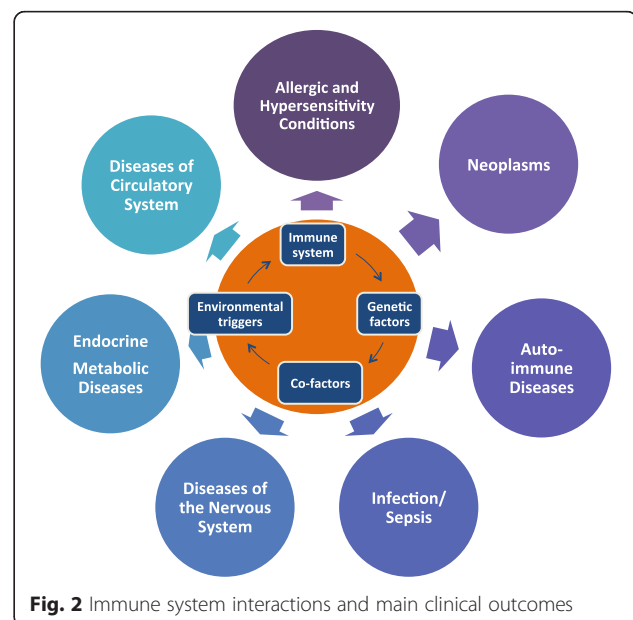 Allergic and
Hypersensitivity
Conditions
Neoplasms
Auto-
immune
Diseases
Infection/
Sepsis
Diseases of
the Nervous
System
Endocrine
Metabolic
Diseases
Diseases of
Circulatory
System
Immune
system
Genetic
factors
Co-factors
Environmental
triggers
Fig. 2 Immune system interactions and main clinical outcomes